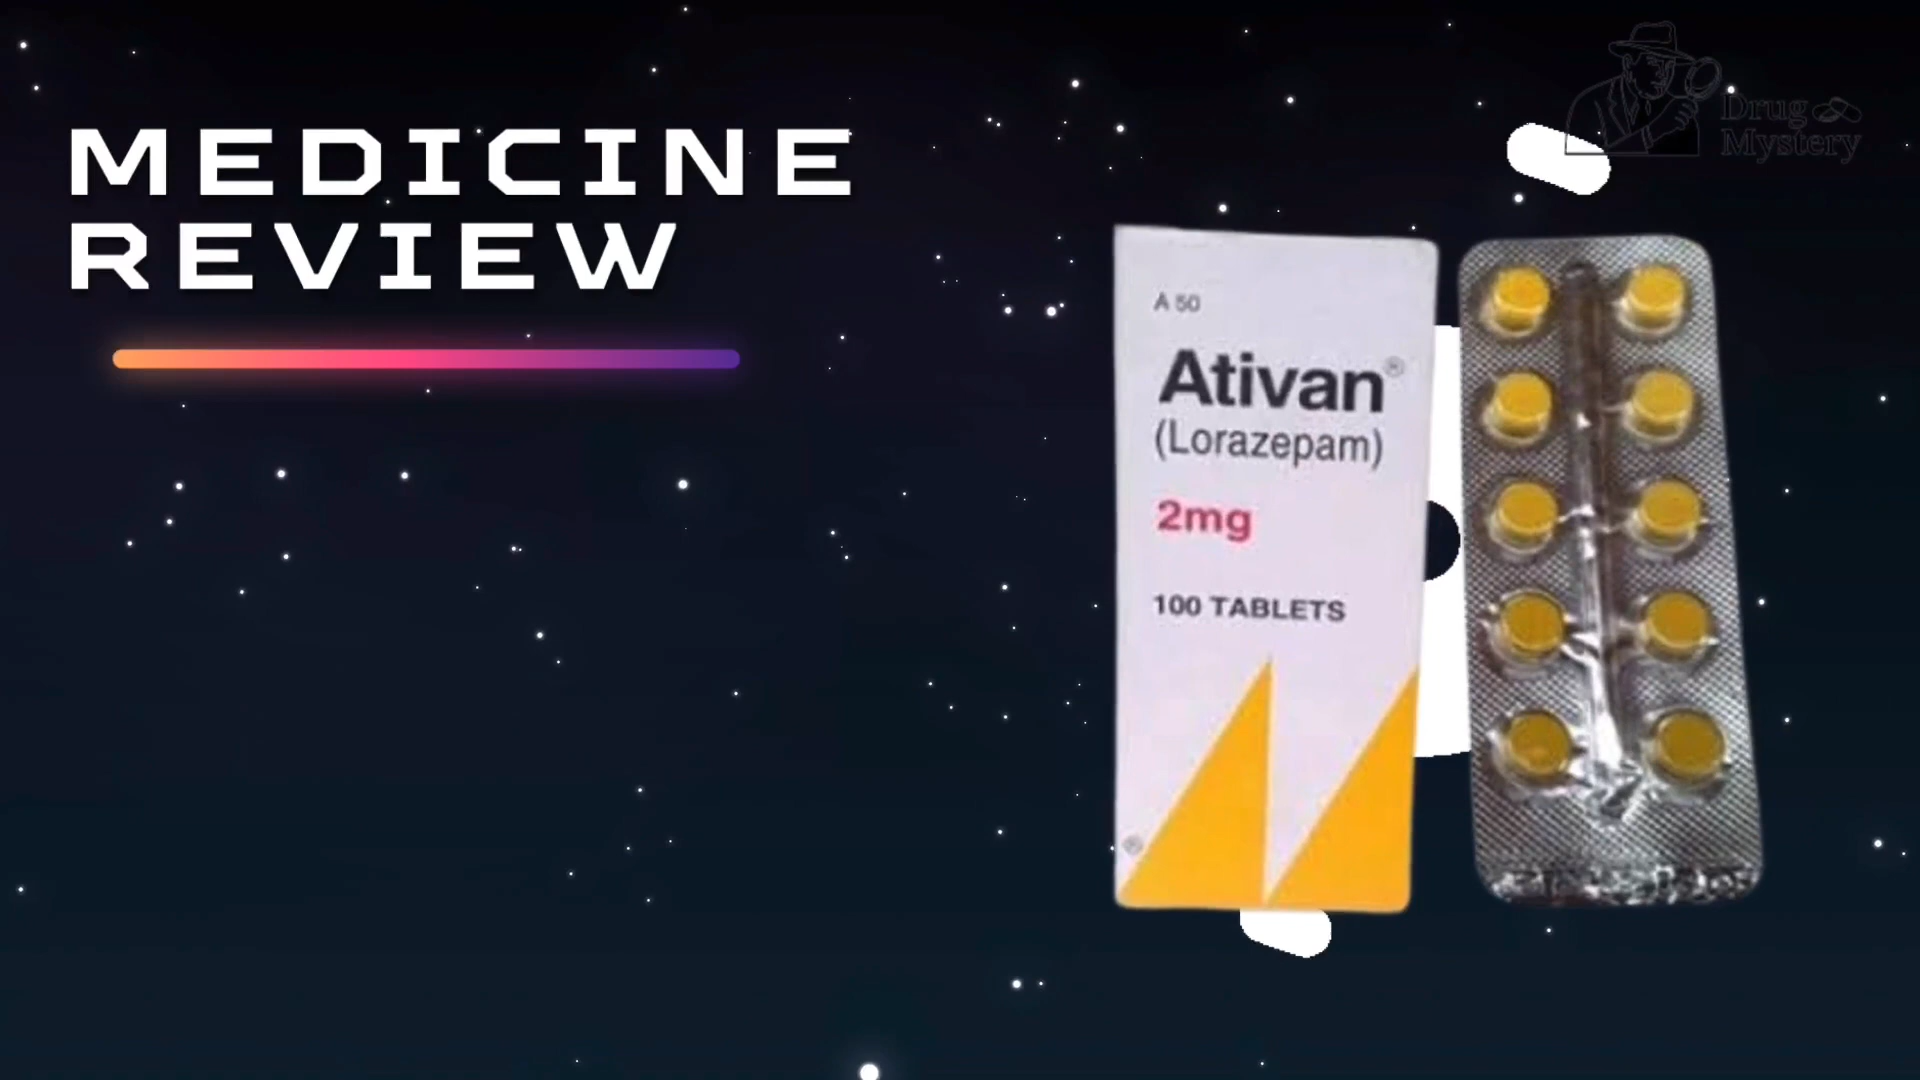 MEDICINE
REVIEW
Drug
Mystery
A 50
Ativan®
(Lorazepam)
2mg
100 TABLETS